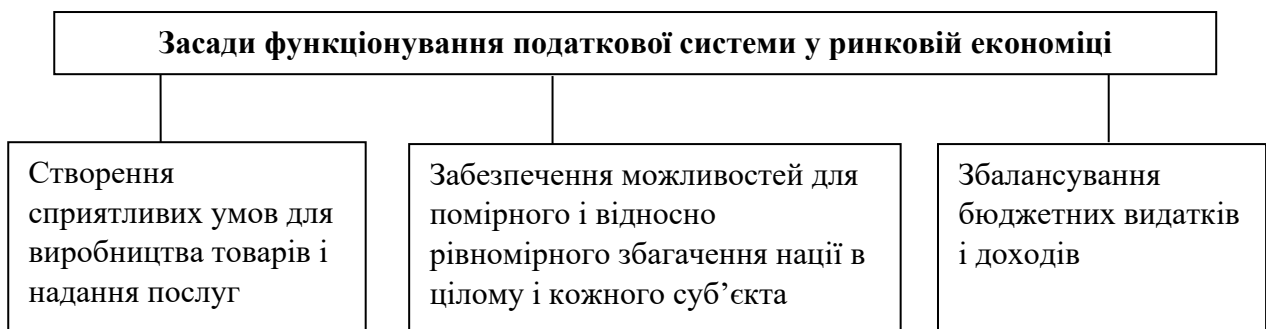 Засади функціонування податкової системи у ринковій економіці
Створення
сприятливих умов для
виробництва товарів і
надання послуг
Забезпечення можливостей для
помірного і відносно
рівномірного збагачення нації в
цілому і кожного суб’єкта
Збалансування
бюджетних видатків
і доходів